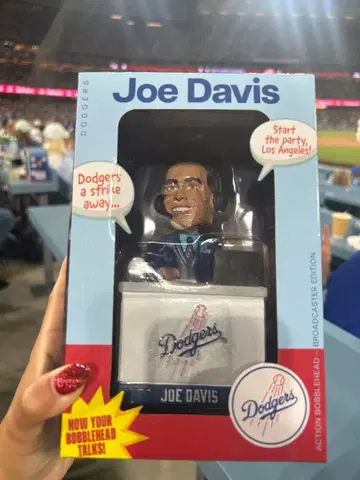 DODGERS
Joe Davis
Start
the party,
Los Angeles!
Dodgers
a strike
away...
Dodgers
JOE DAVIS
NOW YOUR
BOBBLEHEAD
TALKS!
Dodgers
ACTION BOBBLEHEAD – BROADCASTER EDITION